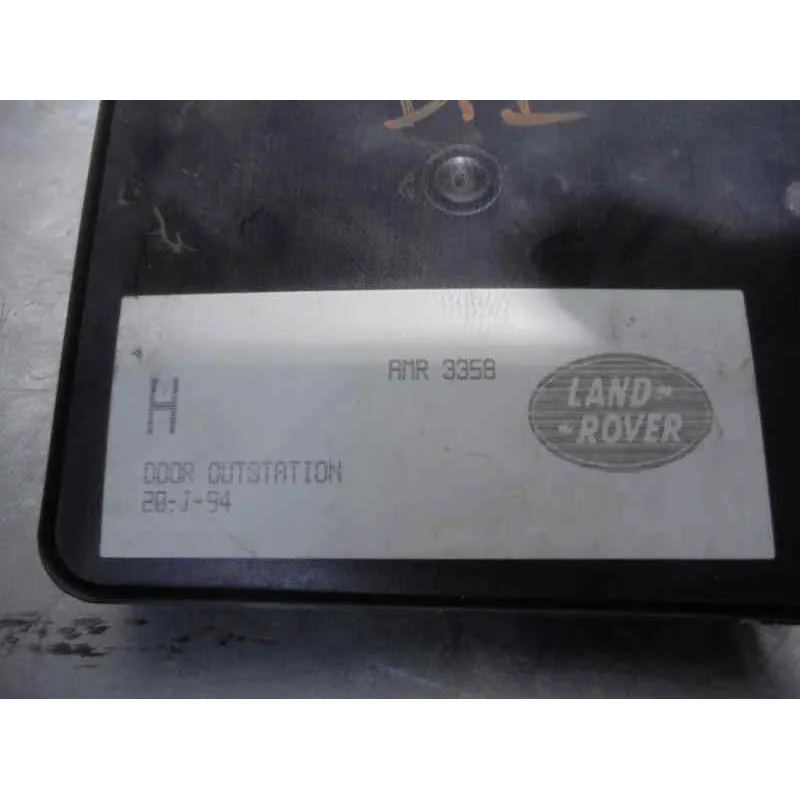 AMR 3358
LAND
ROVER
H
DOOR OUTSTATION
20-J-94